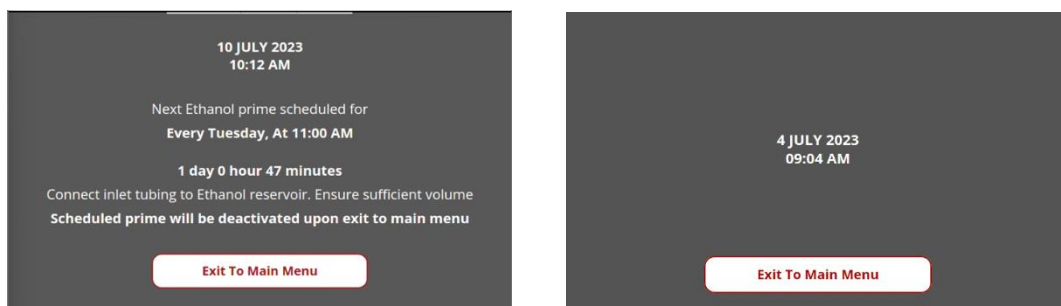 10 JULY 2023
10:12 AM
Next Ethanol prime scheduled for
Every Tuesday, At 11:00 AM
1 day 0 hour 47 minutes
Connect inlet tubing to Ethanol reservoir. Ensure sufficient volume
Scheduled prime will be deactivated upon exit to main menu
Exit To Main Menu
4 JULY 2023
09:04 AM
Exit To Main Menu